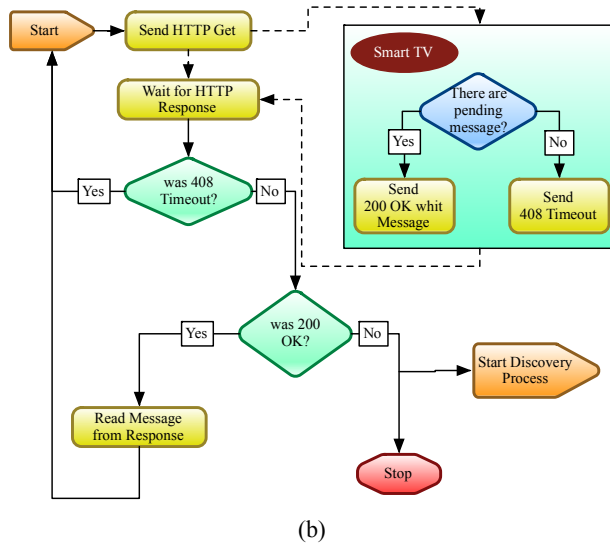 Start
Send HTTP Get
Smart TV
Wait for HTTP
Response
There are
pending
message?
Yes
No
was 408
Timeout?
Yes
No
Send
200 OK whit
Message
Send
408 Timeout
was 200
OK?
Yes
No
Start Discovery
Process
Read Message
from Response
Stop
(b)